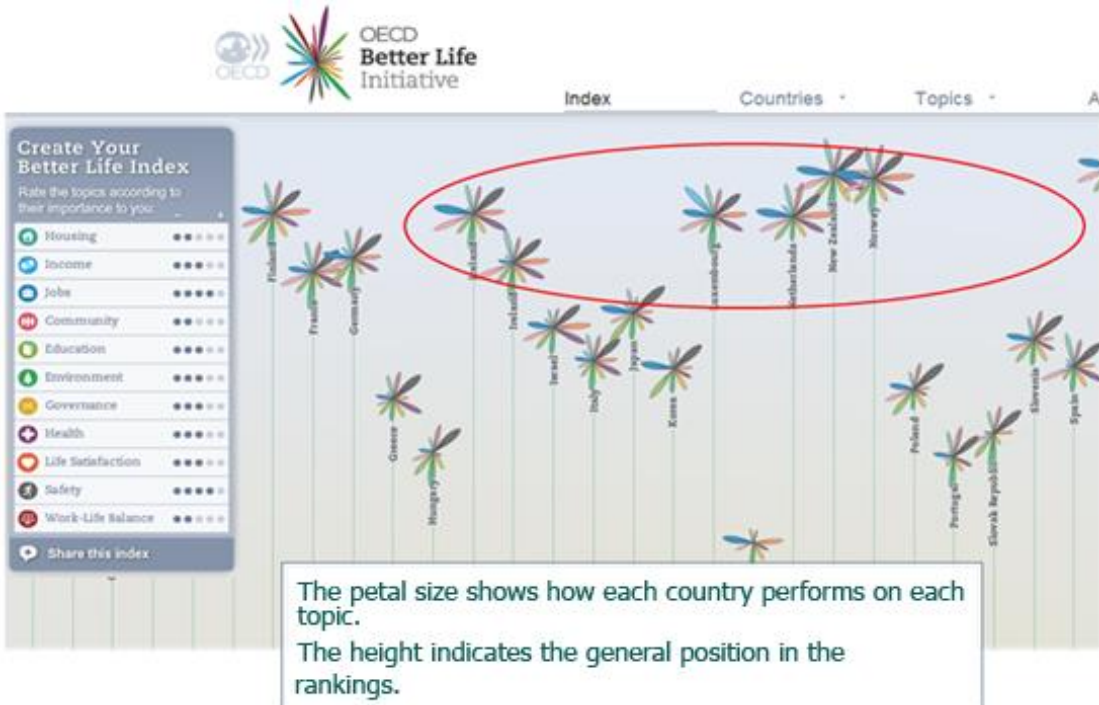 OECD
OECD
Better Life
Initiative
Index
Countries
Topics
A
Create Your
Better Life Index
Rate the topics according to
their importance to you:
- +
Housing
Income
Jobs
Community
Education
Environment
Governance
Health
Life Satisfaction
Safety
Work-Life Balance
Share this index
Finland
France
Germany
Greece
Hungary
Iceland
Ireland
Israel
Italy
Japan
Korea
Luxembourg
Netherlands
New Zealand
Norway
Poland
Portugal
Slovak Republic
Slovenia
Spain
The petal size shows how each country performs on each
topic.
The height indicates the general position in the
rankings.